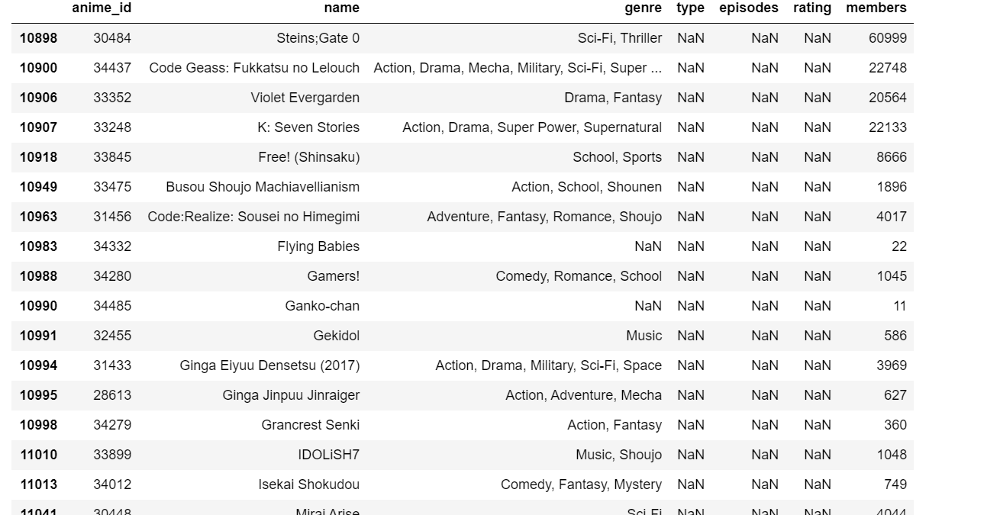 anime_id name genre type episodes rating members
10898 30484 Steins;Gate 0 Sci-Fi, Thriller NaN NaN NaN 60999
10900 34437 Code Geass: Fukkatsu no Lelouch Action, Drama, Mecha, Military, Sci-Fi, Super ... NaN NaN NaN 22748
10906 33352 Violet Evergarden Drama, Fantasy NaN NaN NaN 20564
10907 33248 K: Seven Stories Action, Drama, Super Power, Supernatural NaN NaN NaN 22133
10918 33845 Free! (Shinsaku) School, Sports NaN NaN NaN 8666
10949 33475 Busou Shoujo Machiavellianism Action, School, Shounen NaN NaN NaN 1896
10963 31456 Code:Realize: Sousei no Himegimi Adventure, Fantasy, Romance, Shoujo NaN NaN NaN 4017
10983 34332 Flying Babies NaN NaN NaN NaN 22
10988 34280 Gamers! Comedy, Romance, School NaN NaN NaN 1045
10990 34485 Ganko-chan NaN NaN NaN NaN 11
10991 32455 Gekidol Music NaN NaN NaN 586
10994 31433 Ginga Eiyuu Densetsu (2017) Action, Drama, Military, Sci-Fi, Space NaN NaN NaN 3969
10995 28613 Ginga Jinpuu Jinraiger Action, Adventure, Mecha NaN NaN NaN 627
10998 34279 Grancrest Senki Action, Fantasy NaN NaN NaN 360
11010 33899 IDOLiSH7 Music, Shoujo NaN NaN NaN 1048
11013 34012 Isekai Shokudou Comedy, Fantasy, Mystery NaN NaN NaN 749
11041 30448 Mirai Arise Sci-Fi NaN NaN NaN 4044